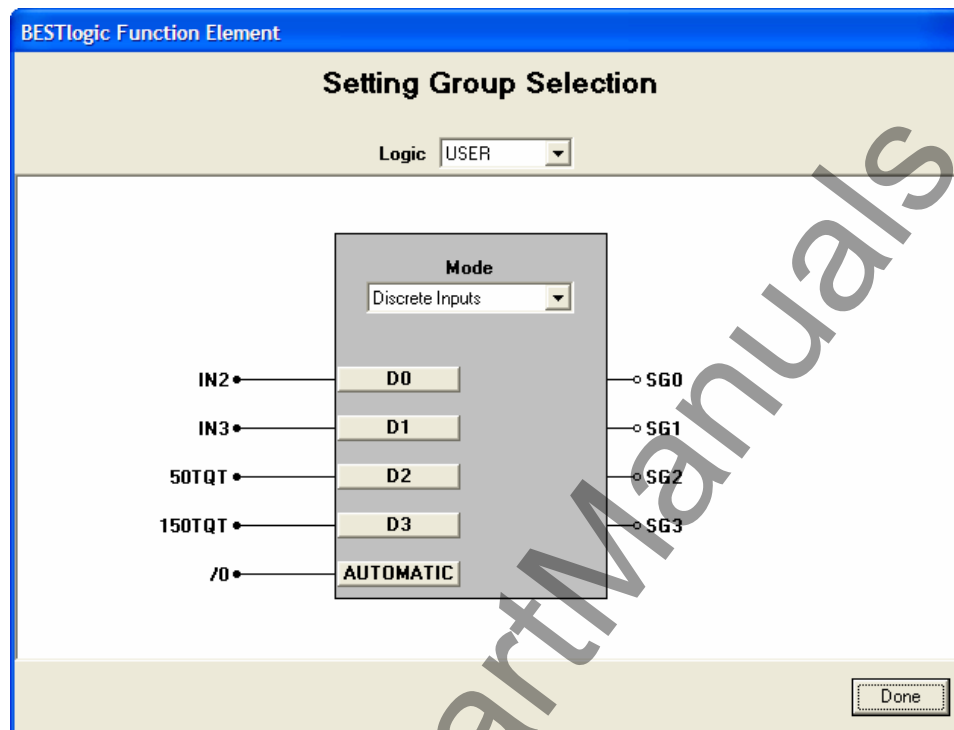 BESTlogic Function Element
Setting Group Selection
Logic USER
Mode
Discrete Inputs
IN2 D0 SG0
IN3 D1 SG1
50TQT D2 SG2
150TQT D3 SG3
/0 AUTOMATIC
Done
artManuals